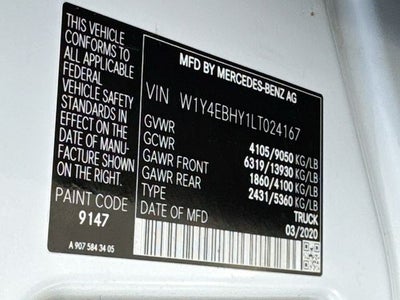 THIS VEHICLE
CONFORMS TO
ALL APPLICABLE
FEDERAL
VEHICLE SAFETY
STANDARDS IN
EFFECT ON THE
DATE OF MANU-
FACTURE SHOWN
ON THE RIGHT.
PAINT CODE
9147
A 907 584 34 05
MFD BY MERCEDES-BENZ AG
VIN W1Y4EBHY1LT024167
GVWR 4105/9050 KG/LB
GCWR 6319/13930 KG/LB
GAWR FRONT 1860/4100 KG/LB
GAWR REAR 2431/5360 KG/LB
TYPE TRUCK
DATE OF MFD 03/2020